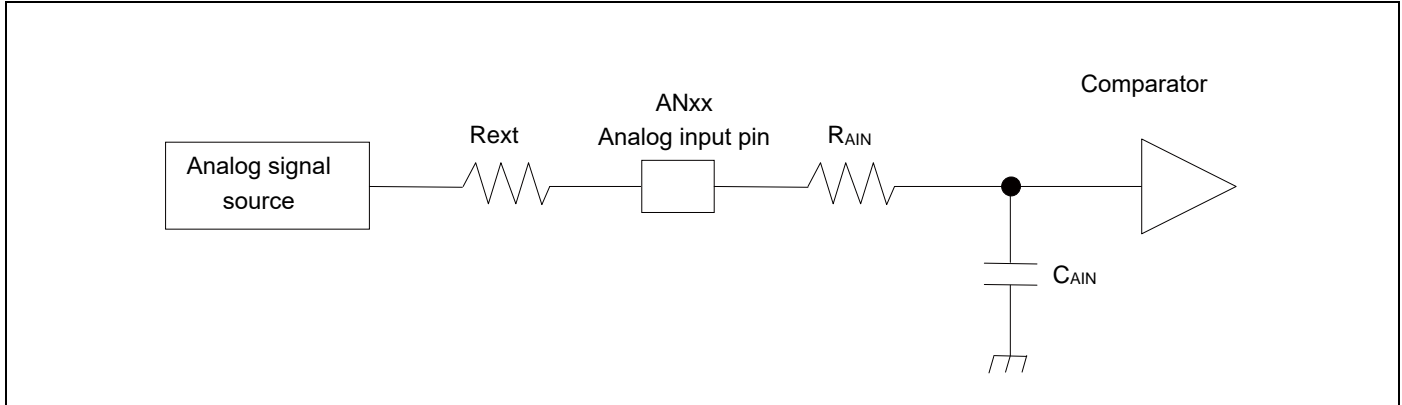 Comparator
ANxx
Analog input pin
Rext
RAIN
Analog signal
source
CAIN